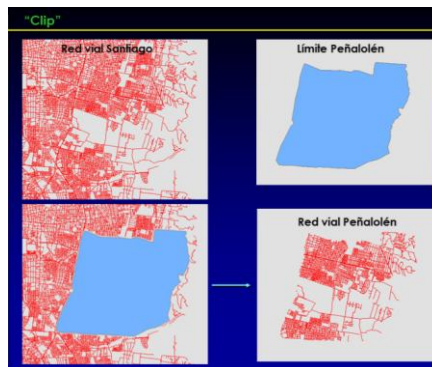 “Clip”
Red vial Santiago
Límite Peñalolén
Red vial Peñalolén